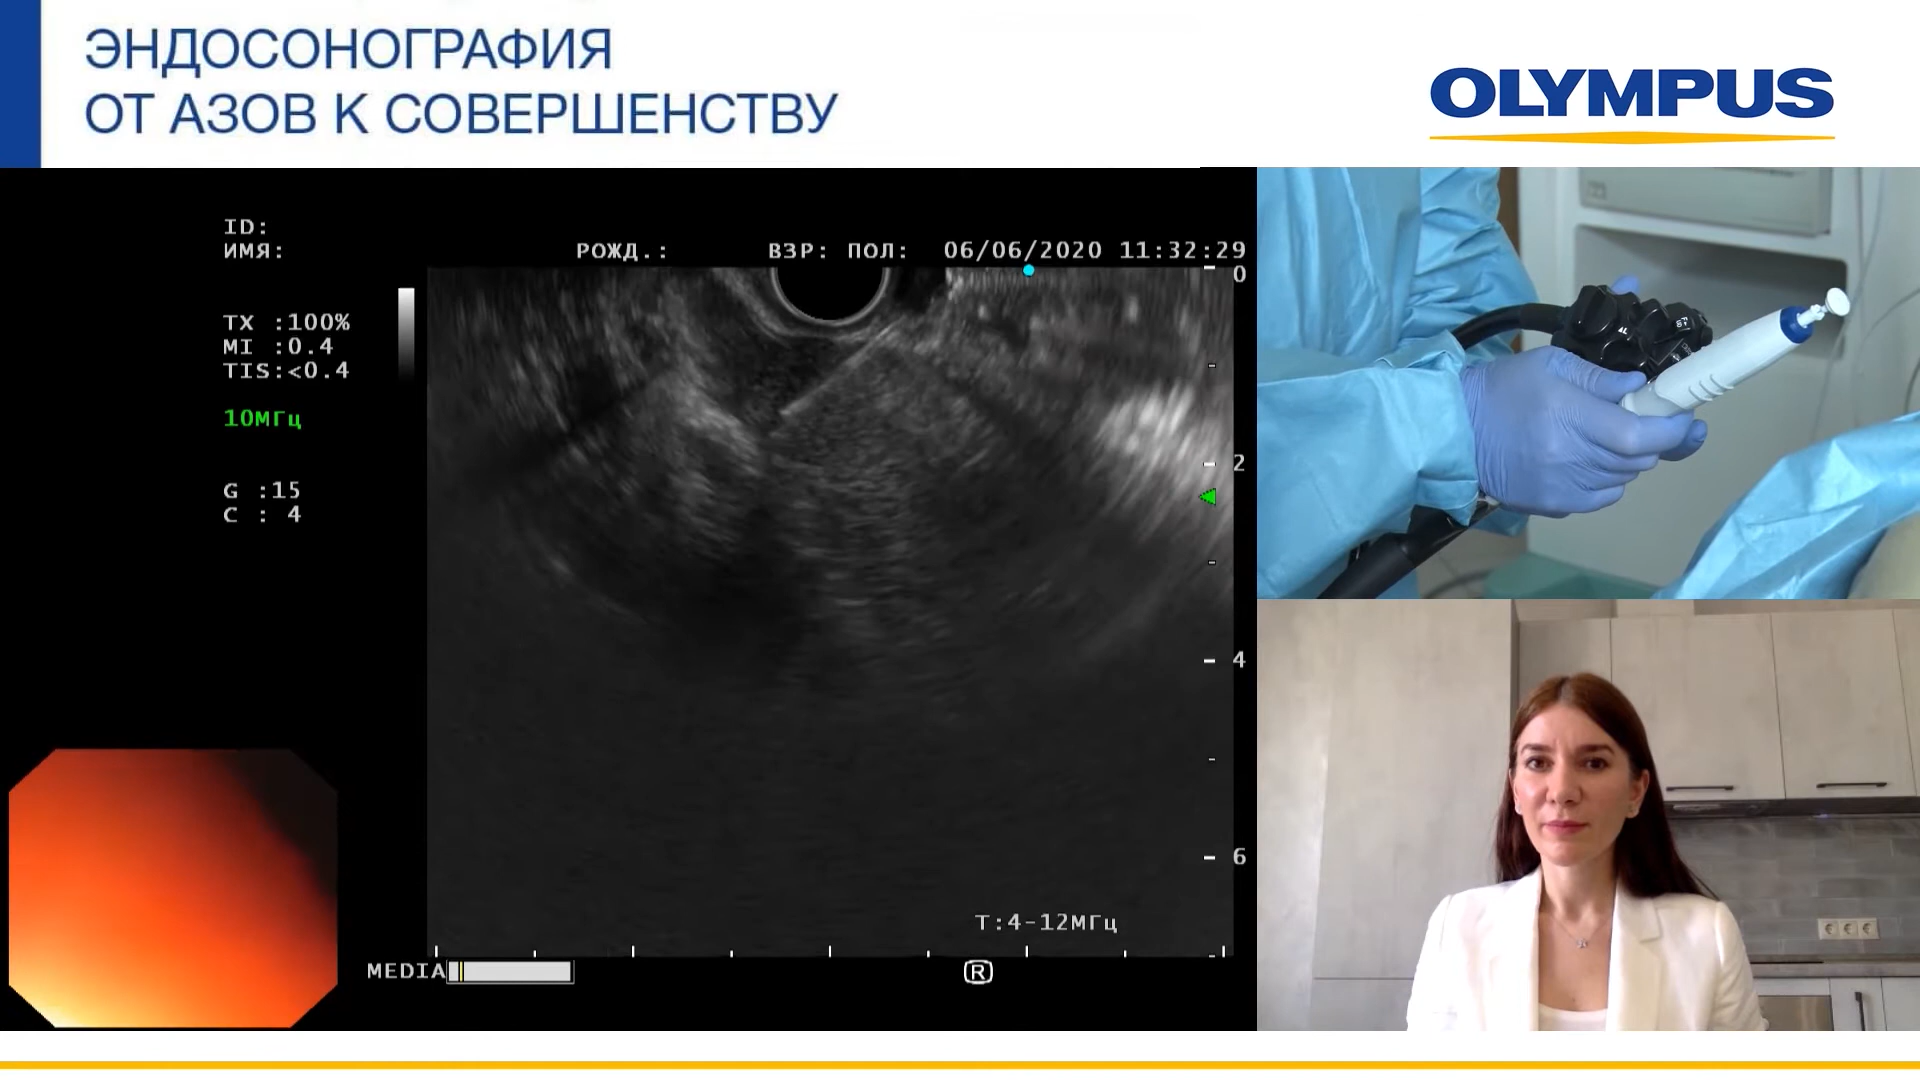 ЭНДОСОНОГРАФИЯ
ОТ АЗОВ К СОВЕРШЕНСТВУ
OLYMPUS
ID:
ИМЯ: РОЖД.: ВЗР: ПОЛ: 06/06/2020 11:32:29
0
TX :100%
MI :0.4
TIS:<0.4
10МГц
2
G :15
C : 4
4
6
T:4-12МГц
MEDIA R